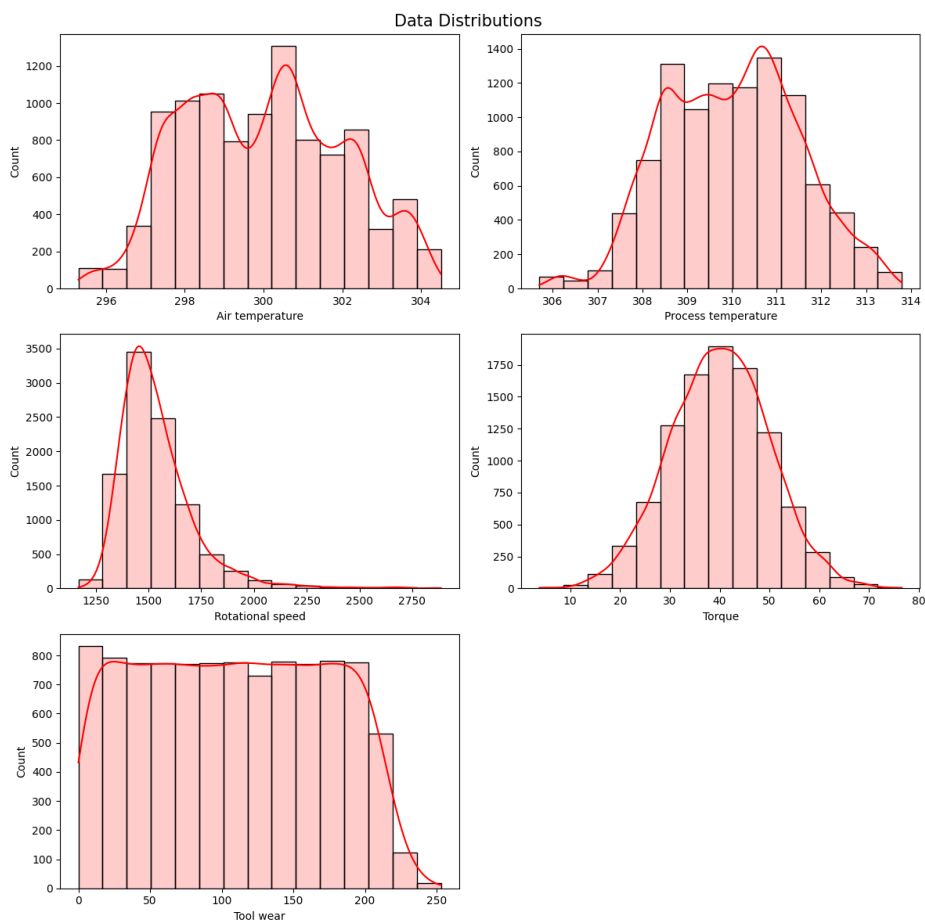 Data Distributions
Count
1200
1000
800
600
400
200
0
296 298 300 302 304
Air temperature
Count
1400
1200
1000
800
600
400
200
0
306 307 308 309 310 311 312 313 314
Process temperature
Count
3500
3000
2500
2000
1500
1000
500
0
1250 1500 1750 2000 2250 2500 2750
Rotational speed
Count
1750
1500
1250
1000
750
500
250
0
10 20 30 40 50 60 70 80
Torque
Count
800
700
600
500
400
300
200
100
0
0 50 100 150 200 250
Tool wear